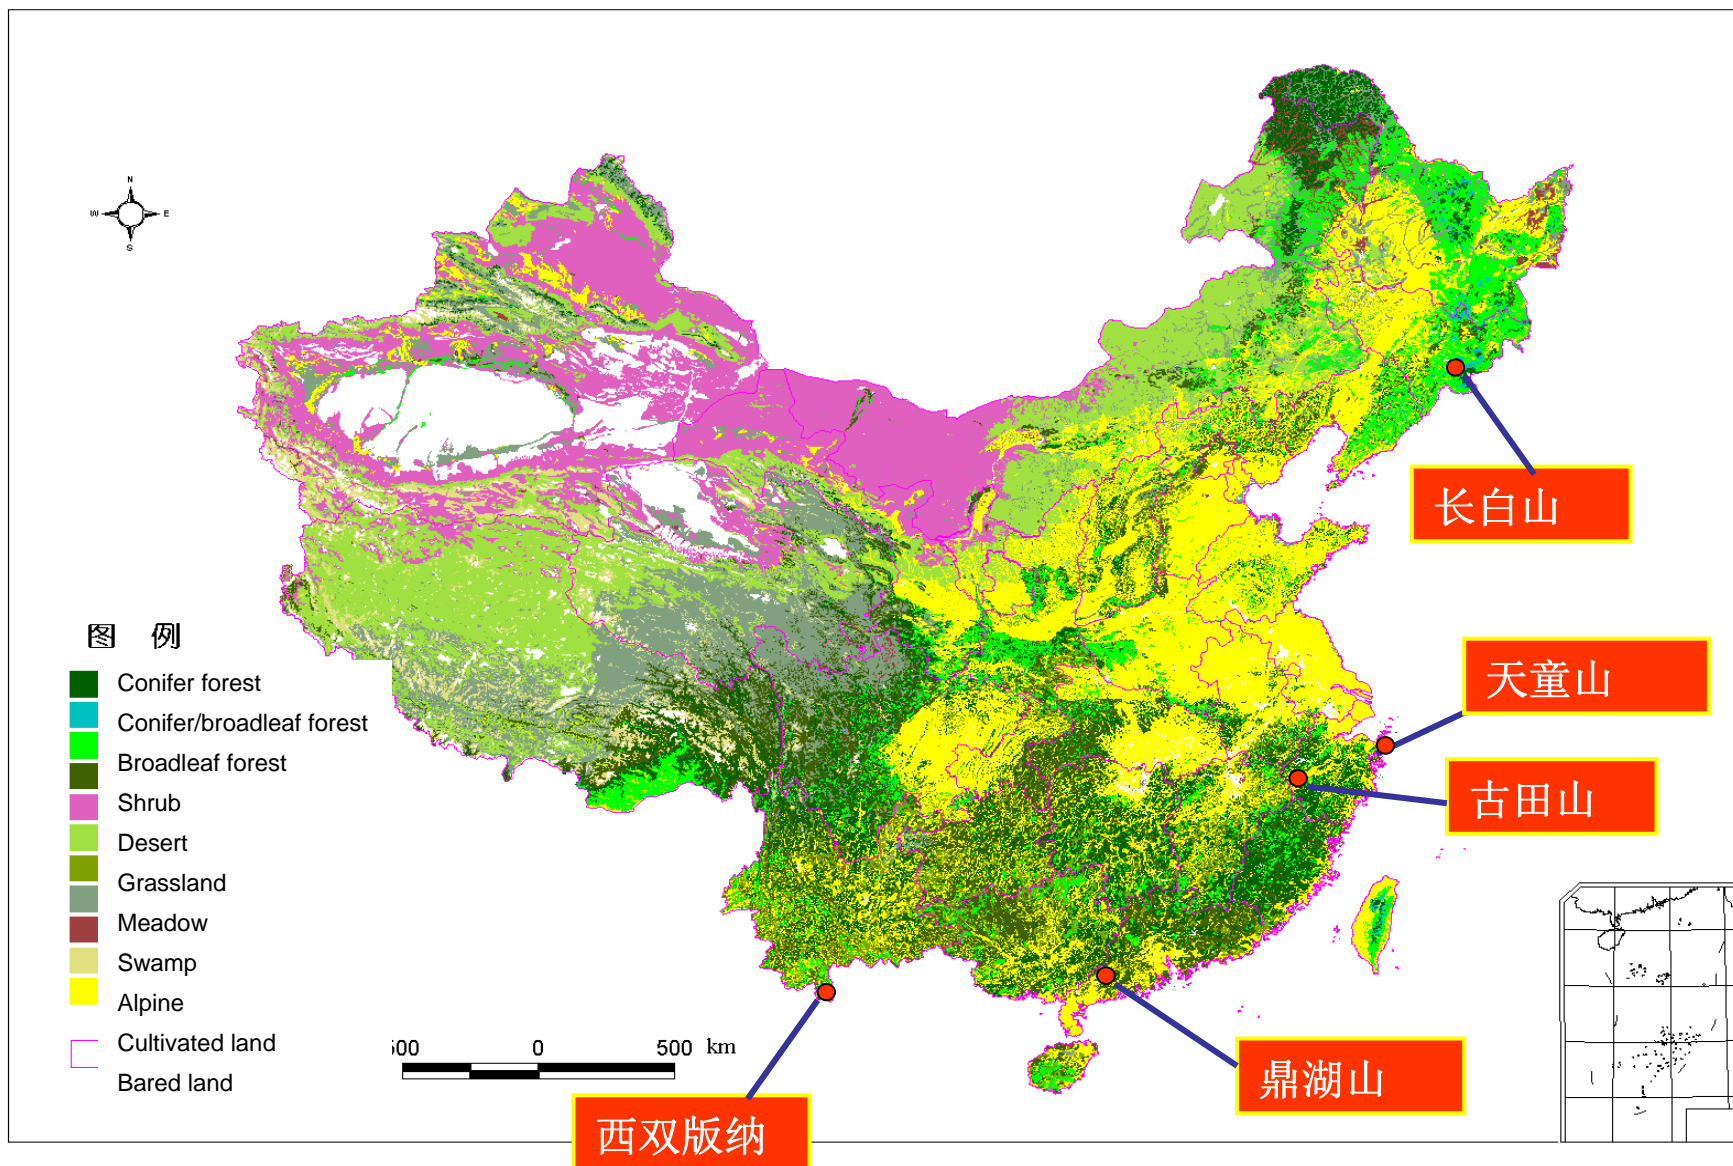 N
W E
S
长白山
天童山
古田山
鼎湖山
西双版纳
图 例
Conifer forest
Conifer/broadleaf forest
Broadleaf forest
Shrub
Desert
Grassland
Meadow
Swamp
Alpine
Cultivated land
Bared land
500 0 500 km